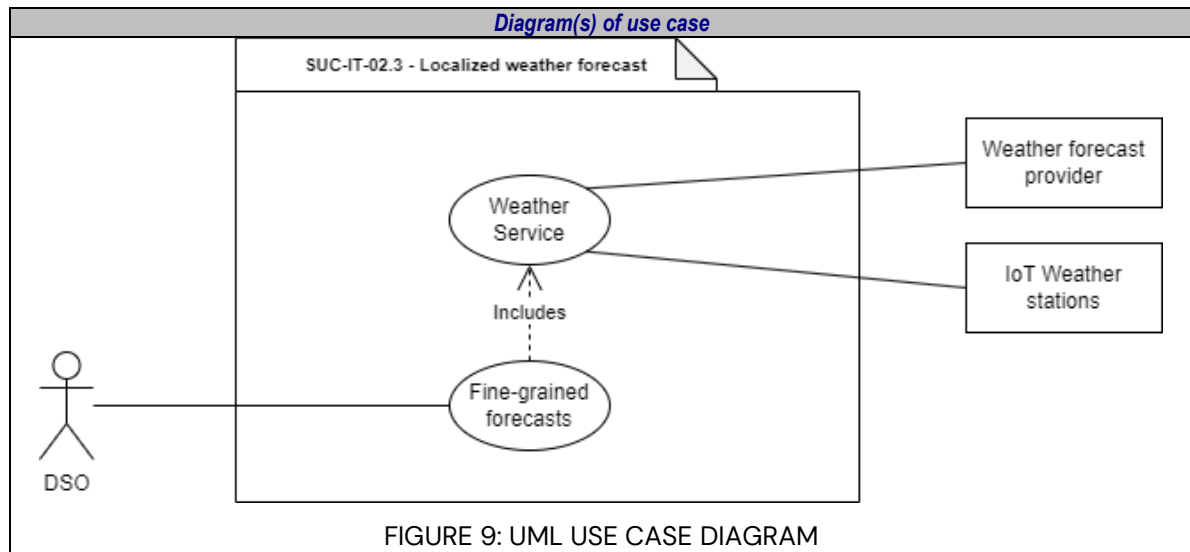 Diagram(s) of use case
SUC-IT-02.3 - Localized weather forecast
Weather forecast
provider
Weather
Service
IoT Weather
stations
Includes
Fine-grained
forecasts
DSO
FIGURE 9: UML USE CASE DIAGRAM